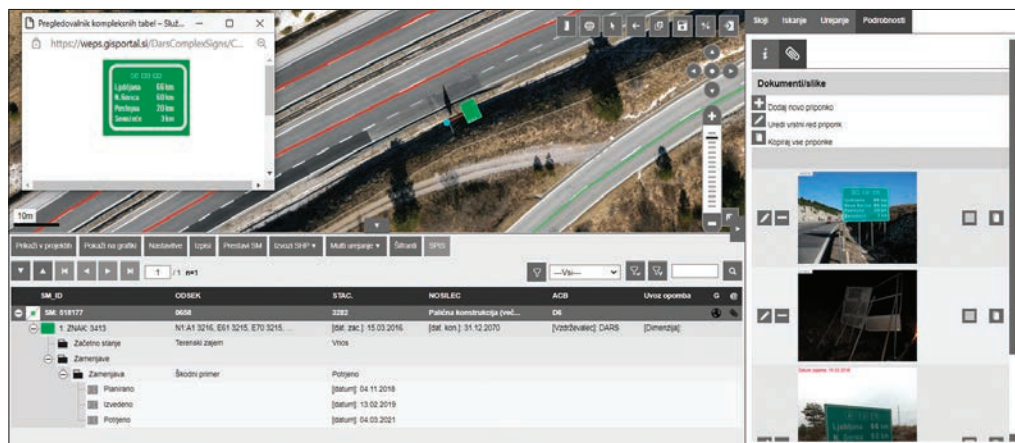 Pregledovalnik kompleksnih tabel – Služ...
https://weps.gisportal.si/DarsComplexSigns/C...
Ljubljana 66 km
N. Gorica 60 km
Postojna 20 km
Senožeče 3 km
10m
Sloji Iskanje Urejanje Podrobnosti
Dokumenti/slike
Dodaj novo priponko
Uredi vrstni red priponk
Kopiraj vse priponke
Prikaži v projektih Pokaži na grafiki Nastavitve Izpisi Prestavi SM Izvozi SHP Multi urejanje Šifranti SPIS
1 / 1 n=1
---Vsi---
SM_ID ODSEK STAC. NOSILEC ACB Uvoz opomba G @
SM: 518177 0658 3282 Palična konstrukcija (več... D6
1. ZNAK: 3413 N1:A1 3216, E61 3215, E70 3215, ... [dat. zac.]: 15.03.2016 [dat. kon.]: 31.12.2070 [Vzdrževalec]: DARS [Dimenzija]:
Začetno stanje Terenski zajem Vnos
Zamenjave
Zamenjava Škodni primer Potrjeno
Planirano [datum]: 04.11.2018
Izvedeno [datum]: 13.02.2019
Potrjeno [datum]: 04.03.2021
Ljubljana 66 km